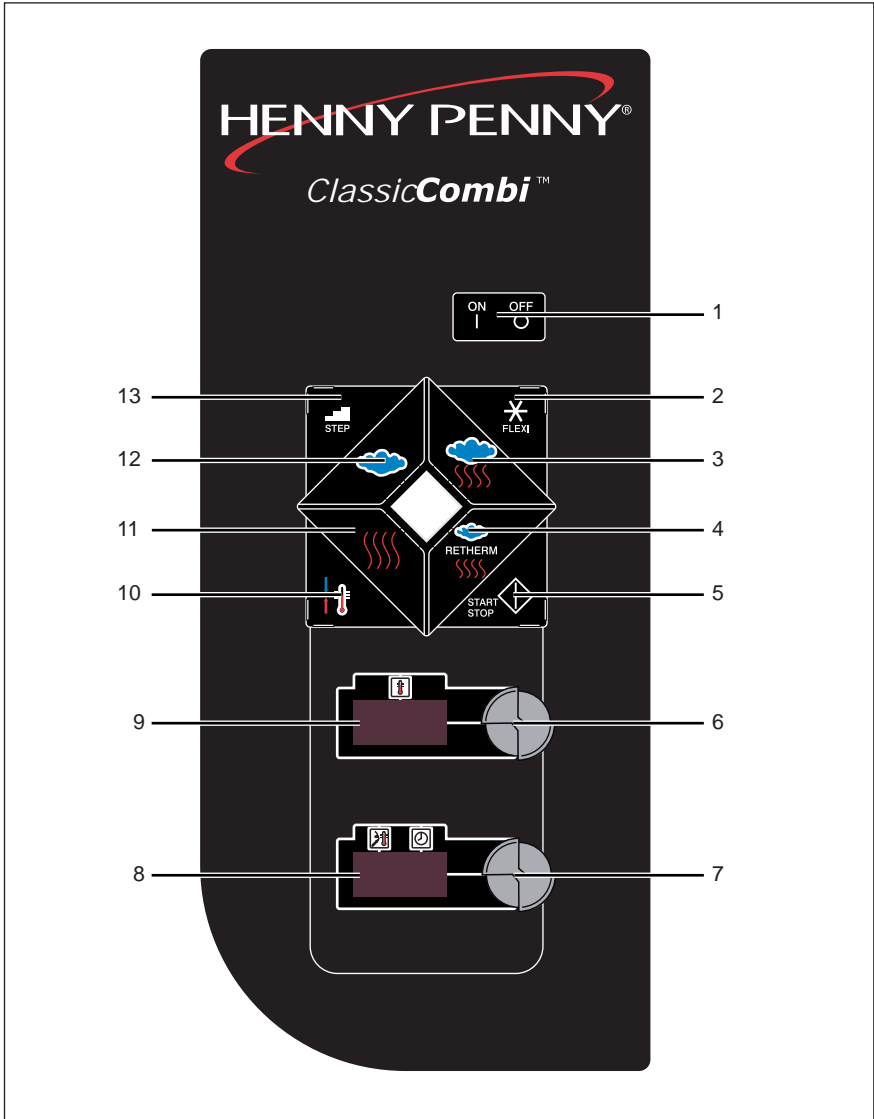 HENNY PENNY®
ClassicCombi™
ON OFF
1
13
2
STEP
FLEXI
12
3
11
4
RETHERM
10
START
STOP
5
9
6
8
7